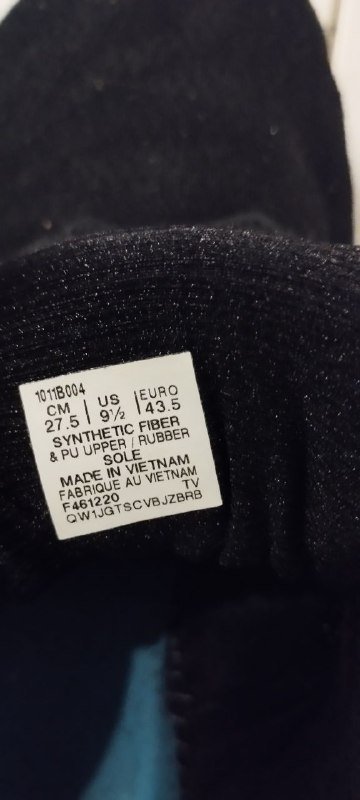 1011B004
CM | US | EURO
27.5 | 9½ | 43.5
SYNTHETIC FIBER
& PU UPPER / RUBBER
SOLE
MADE IN VIETNAM
FABRIQUE AU VIETNAM
F461220 TV
QW1JGTSCVBJZBRB